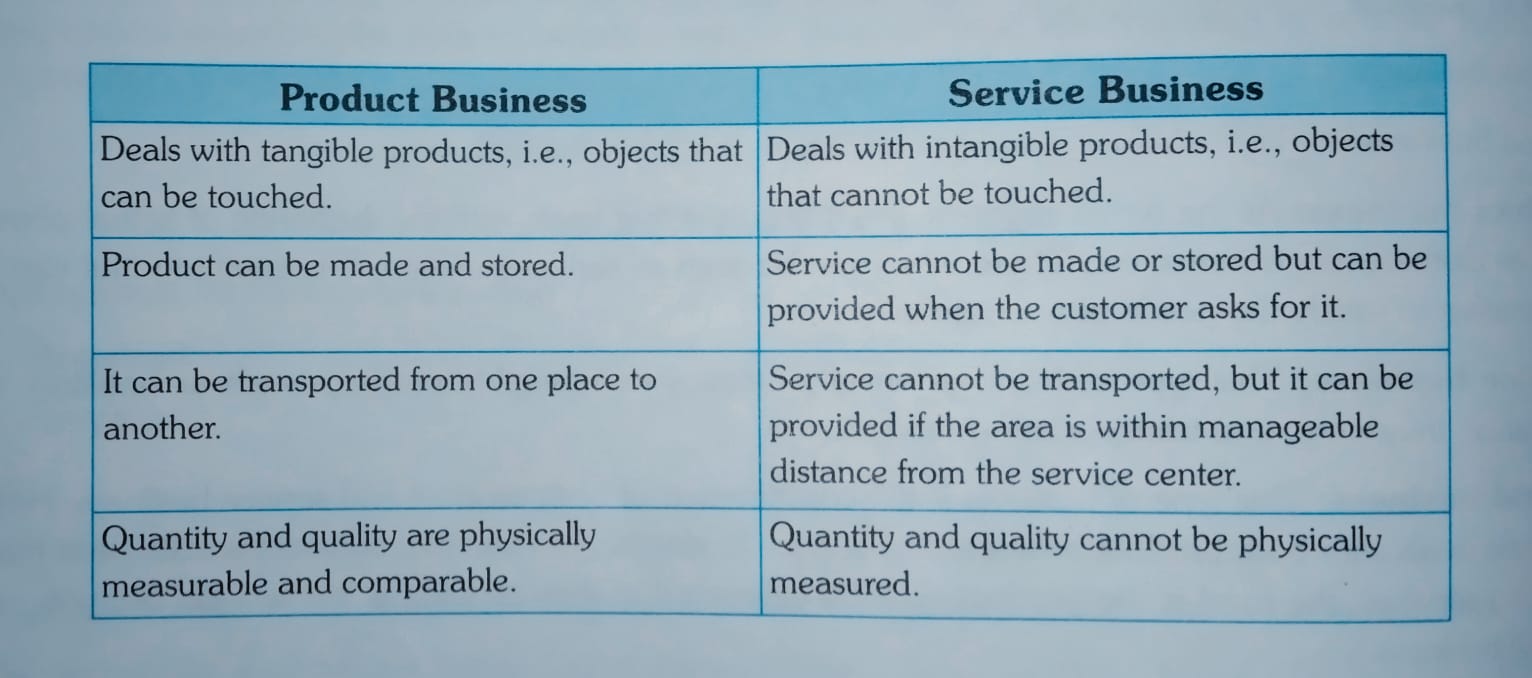 Product Business
Service Business
Deals with tangible products, i.e., objects that
can be touched.
Deals with intangible products, i.e., objects
that cannot be touched.
Product can be made and stored.
Service cannot be made or stored but can be
provided when the customer asks for it.
It can be transported from one place to
another.
Service cannot be transported, but it can be
provided if the area is within manageable
distance from the service center.
Quantity and quality are physically
measurable and comparable.
Quantity and quality cannot be physically
measured.